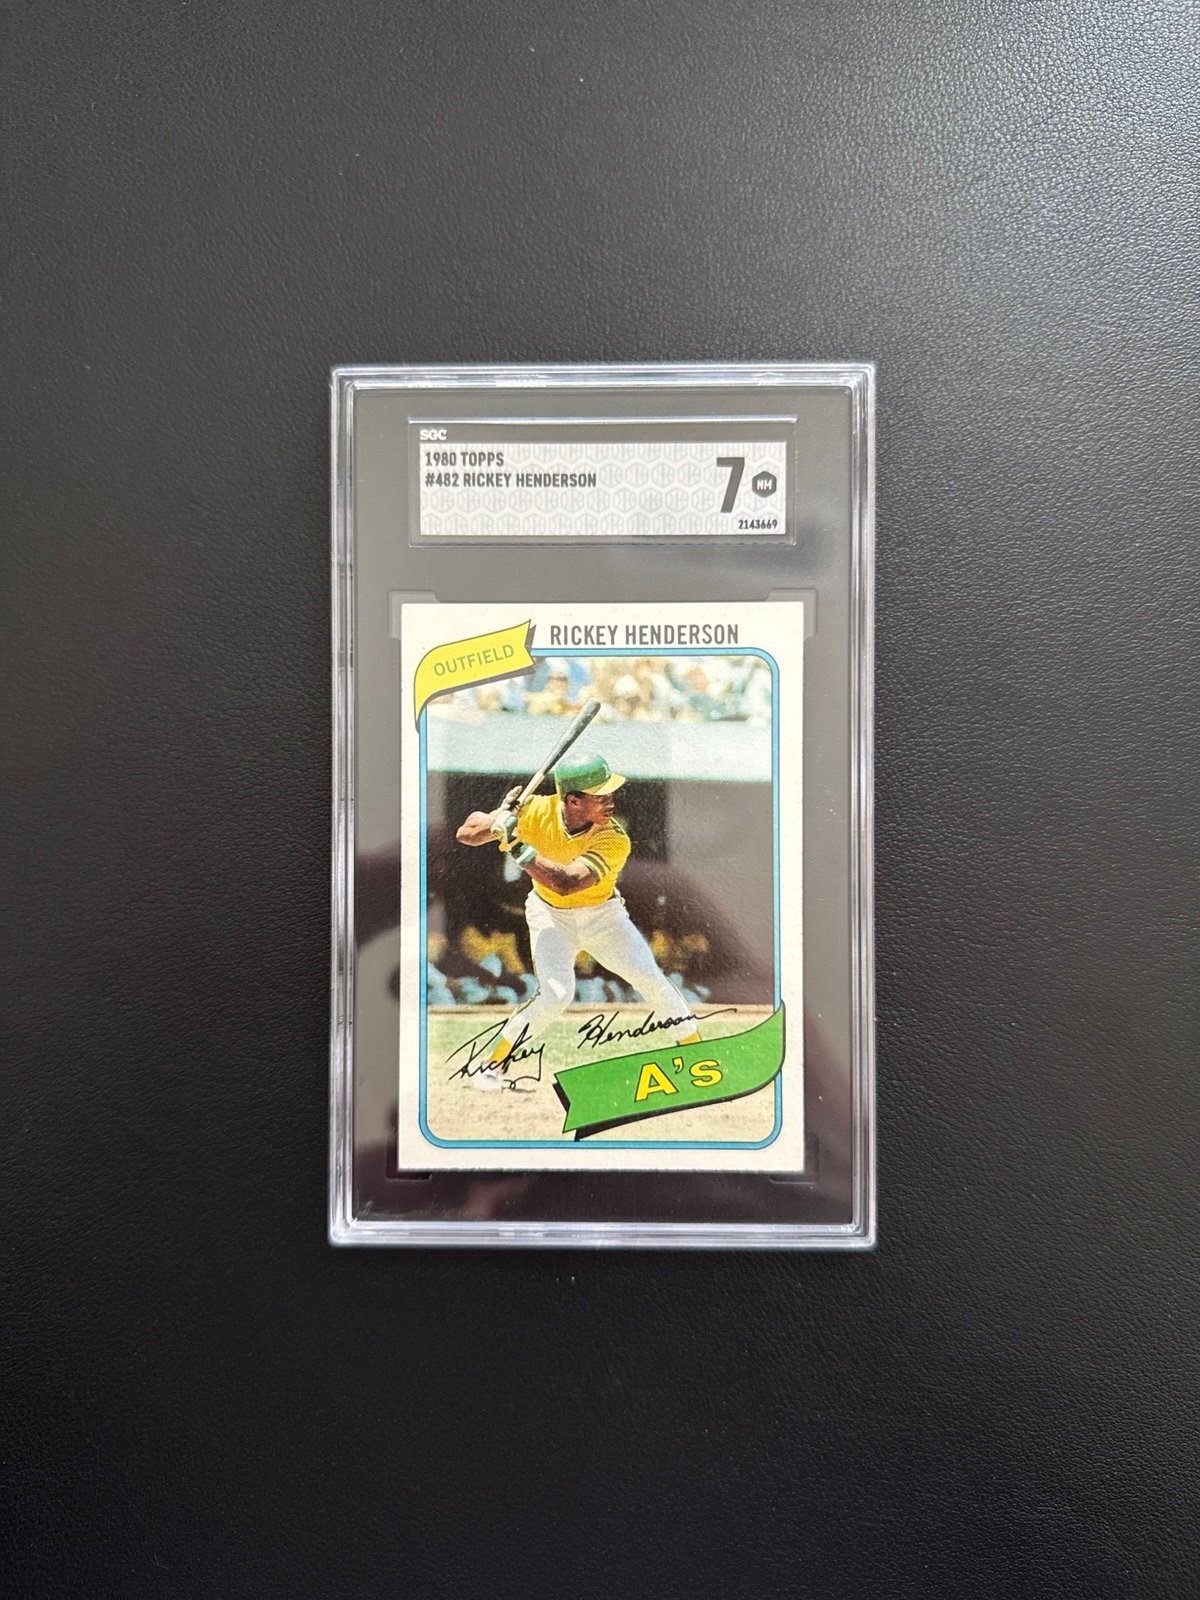 SGC
1980 TOPPS
#482 RICKEY HENDERSON
7 NM
2143669
OUTFIELD
RICKEY HENDERSON
Rickey Henderson
A's